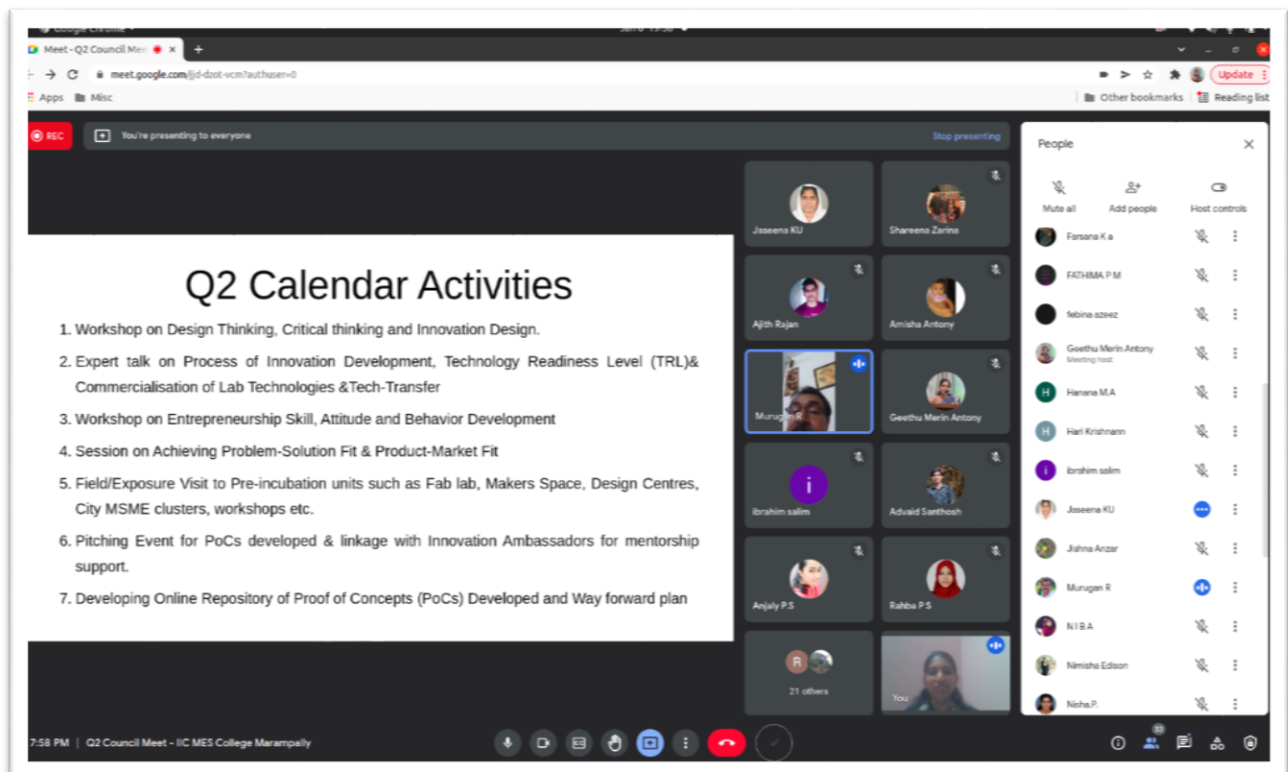 Meet - Q2 Council Mee
meet.google.com/jjd-dzot-vcm?authuser=0
Update
Apps
Misc
Other bookmarks
Reading list
REC
You're presenting to everyone
Stop presenting
Q2 Calendar Activities
1. Workshop on Design Thinking, Critical thinking and Innovation Design.
2. Expert talk on Process of Innovation Development, Technology Readiness Level (TRL)&
Commercialisation of Lab Technologies &Tech-Transfer
3. Workshop on Entrepreneurship Skill, Attitude and Behavior Development
4. Session on Achieving Problem-Solution Fit & Product-Market Fit
5. Field/Exposure Visit to Pre-incubation units such as Fab lab, Makers Space, Design Centres,
City MSME clusters, workshops etc.
6. Pitching Event for PoCs developed & linkage with Innovation Ambassadors for mentorship
support.
7. Developing Online Repository of Proof of Concepts (PoCs) Developed and Way forward plan
Jaseena KU
Shareena Zarina
Ajith Rajan
Amisha Antony
Murugan R
Geethu Merin Antony
i
ibrahim salim
Advaid Santhosh
Anjaly P.S
Rahba P S
R
21 others
You
People
Mute all
Add people
Host controls
Farsana K a
FATHIMA P M
febina azeez
Geethu Merin Antony
Meeting host
H
Hanana M.A
H
Hari Krishnann
i
ibrahim salim
Jaseena KU
Jishna Anzar
Murugan R
N I B A
Nimisha Edison
Nisha.P.
7:58 PM | Q2 Council Meet - IIC MES College Marampally
33